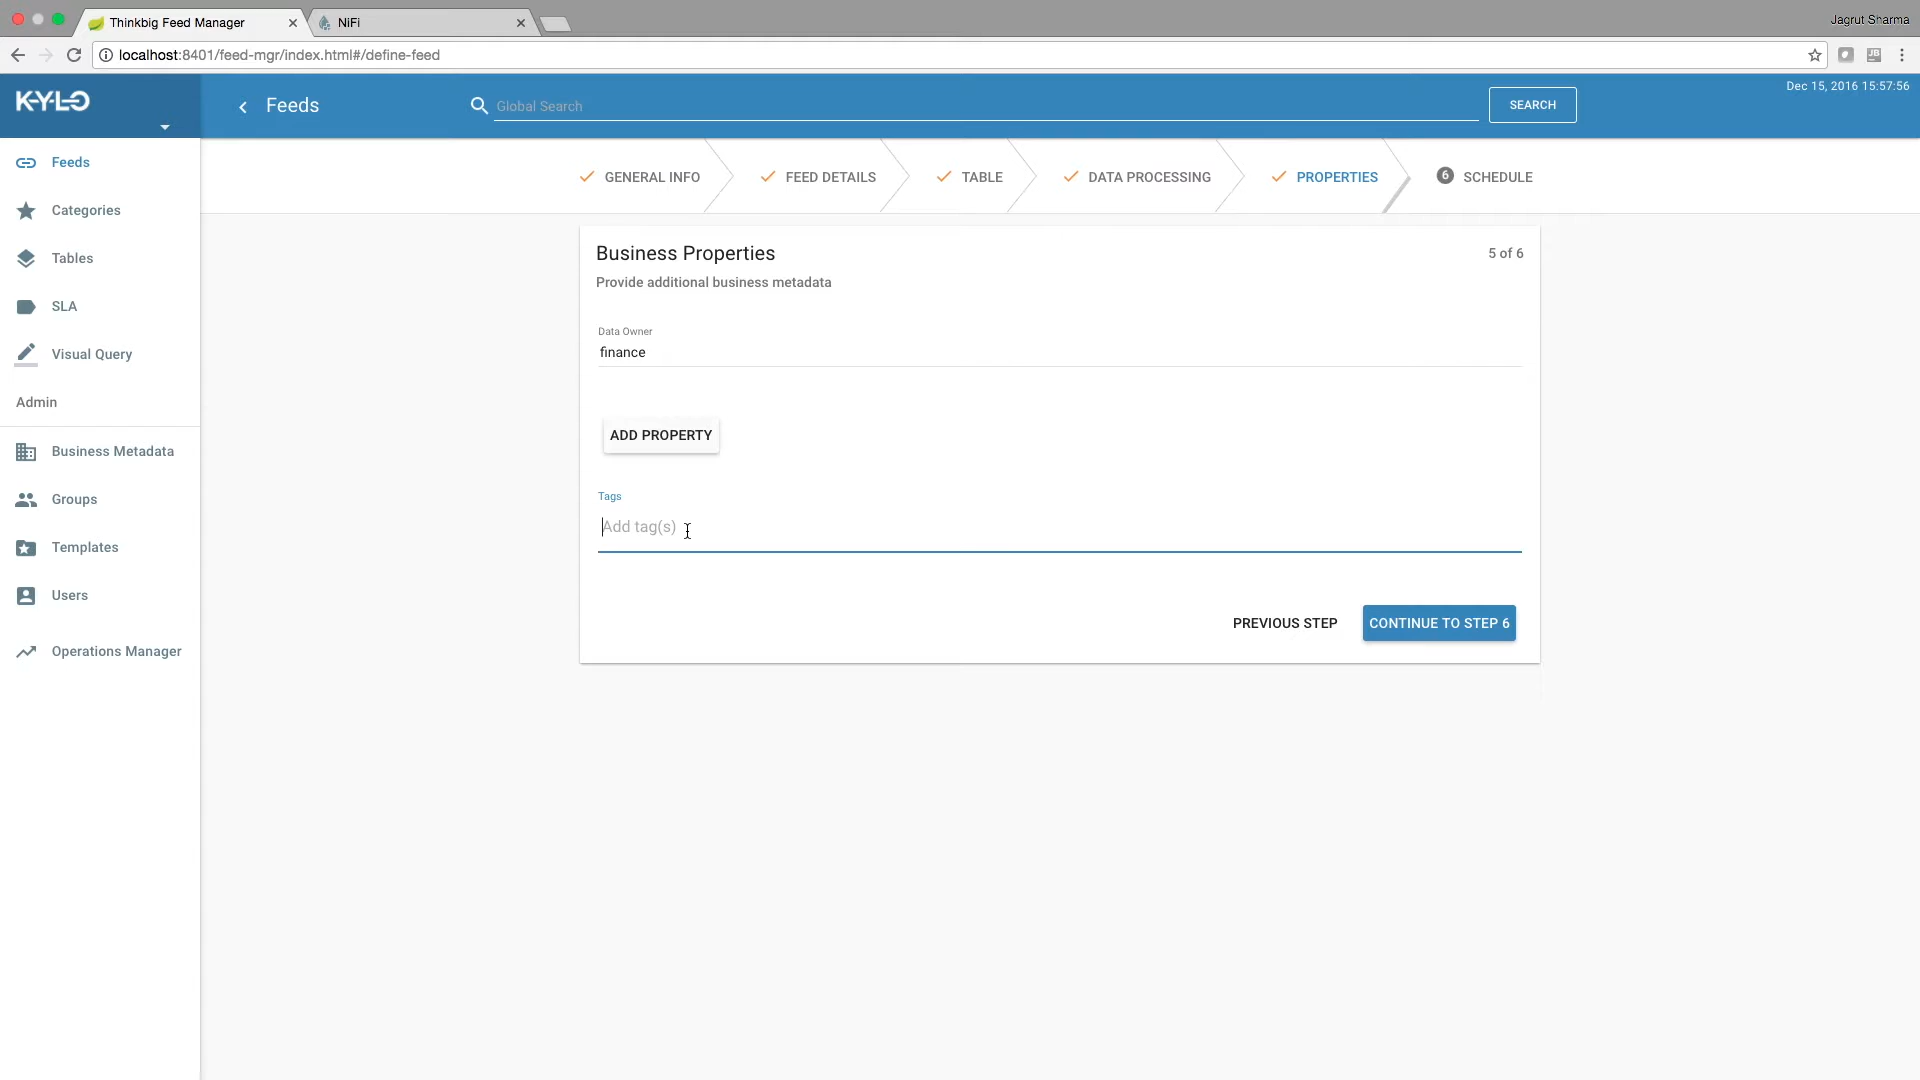 Thinkbig Feed Manager
NiFi
Jagrut Sharma
localhost:8401/feed-mgr/index.html#/define-feed
KYLO
Feeds
Global Search
SEARCH
Dec 15, 2016 15:57:56
Feeds
Categories
Tables
SLA
Visual Query
Admin
Business Metadata
Groups
Templates
Users
Operations Manager
GENERAL INFO
FEED DETAILS
TABLE
DATA PROCESSING
PROPERTIES
6 SCHEDULE
Business Properties
5 of 6
Provide additional business metadata
Data Owner
finance
ADD PROPERTY
Tags
Add tag(s)
PREVIOUS STEP
CONTINUE TO STEP 6